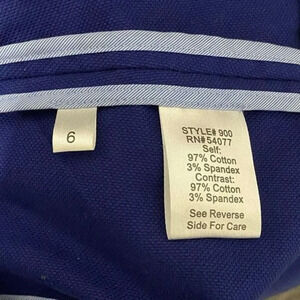 6
STYLE# 900
RN# 54077
Self:
97% Cotton
3% Spandex
Contrast:
97% Cotton
3% Spandex
See Reverse
Side For Care